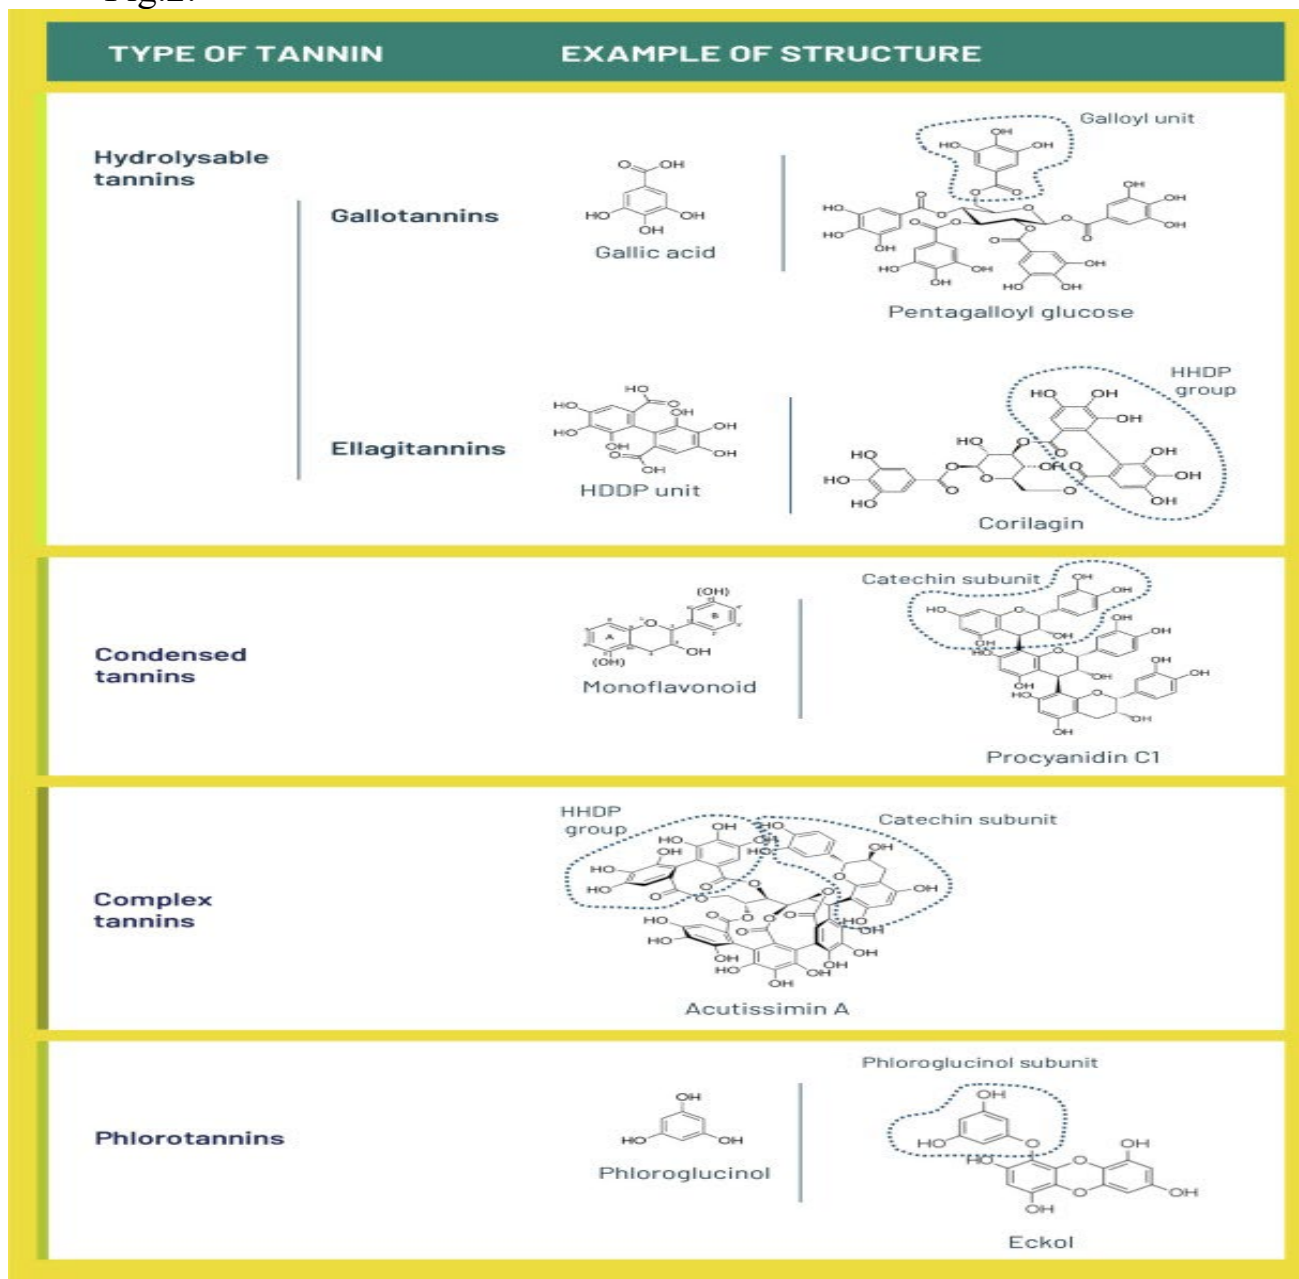 Fig.2.
TYPE OF TANNIN
EXAMPLE OF STRUCTURE
Hydrolysable
tannins
Gallotannins
Gallic acid
Galloyl unit
Pentagalloyl glucose
Ellagitannins
HDDP unit
HHDP
group
Corilagin
Condensed
tannins
Monoflavonoid
Catechin subunit
Procyanidin C1
Complex
tannins
HHDP
group
Catechin subunit
Acutissimin A
Phlorotannins
Phloroglucinol
Phloroglucinol subunit
Eckol